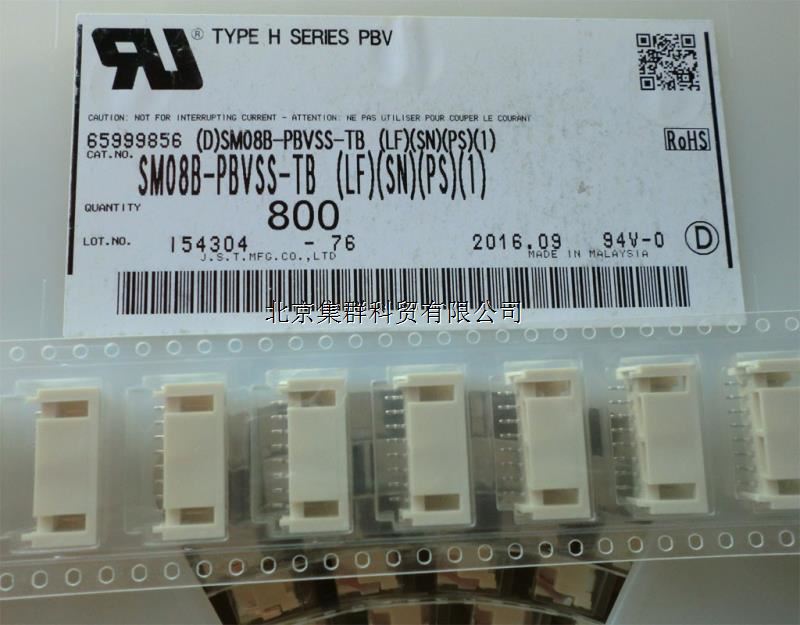 ® TYPE H SERIES PBV
CAUTION: NOT FOR INTERRUPTING CURRENT - ATTENTION: NE PAS UTILISER POUR COUPER LE COURANT
65999856 (D)SM08B-PBVSS-TB (LF)(SN)(PS)(1)
RoHS
CAT.NO. SM08B-PBVSS-TB (LF)(SN)(PS)(1)
QUANTITY 800
LOT.NO. 154304 - 76 2016.09 94V-0 D
J.S.T.MFG.CO.,LTD MADE IN MALAYSIA
北京集群科贸有限公司